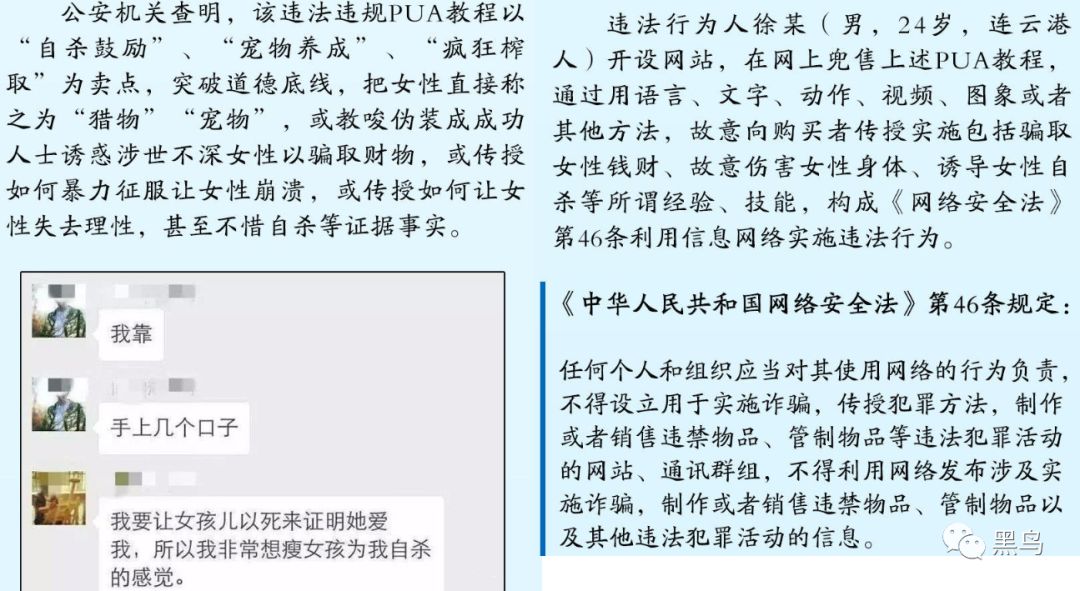 公安机关查明，该违法违规PUA教程以
“自杀鼓励”、“宠物养成”、“疯狂榨
取”为卖点，突破道德底线，把女性直接称
之为“猎物”“宠物”，或教唆伪装成成功
人士诱惑涉世不深女性以骗取财物，或传授
如何暴力征服让女性崩溃，或传授如何让女
性失去理性，甚至不惜自杀等证据事实。
我靠
手上几个口子
我要让女孩儿以死来证明她爱
我，所以我非常想瘦女孩为我自杀
的感觉。
违法行为人徐某（男，24岁，连云港
人）开设网站，在网上兜售上述PUA教程，
通过用语言、文字、动作、视频、图象或者
其他方法，故意向购买者传授实施包括骗取
女性钱财、故意伤害女性身体、诱导女性自
杀等所谓经验、技能，构成《网络安全法》
第46条利用信息网络实施违法行为。
《中华人民共和国网络安全法》第46条规定：
任何个人和组织应当对其使用网络的行为负责，
不得设立用于实施诈骗，传授犯罪方法，制作
或者销售违禁物品、管制物品等违法犯罪活动
的网站、通讯群组，不得利用网络发布涉及实
施诈骗，制作或者销售违禁物品、管制物品以
及其他违法犯罪活动的信息。
黑鸟